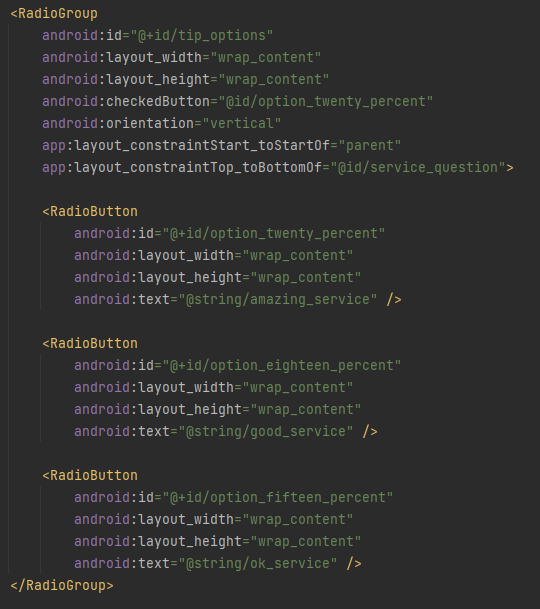 <RadioGroup
android:id="@+id/tip_options"
android:layout_width="wrap_content"
android:layout_height="wrap_content"
android:checkedButton="@id/option_twenty_percent"
android:orientation="vertical"
app:layout_constraintStart_toStartOf="parent"
app:layout_constraintTop_toBottomOf="@id/service_question">
<RadioButton
android:id="@+id/option_twenty_percent"
android:layout_width="wrap_content"
android:layout_height="wrap_content"
android:text="@string/amazing_service" />
<RadioButton
android:id="@+id/option_eighteen_percent"
android:layout_width="wrap_content"
android:layout_height="wrap_content"
android:text="@string/good_service" />
<RadioButton
android:id="@+id/option_fifteen_percent"
android:layout_width="wrap_content"
android:layout_height="wrap_content"
android:text="@string/ok_service" />
</RadioGroup>